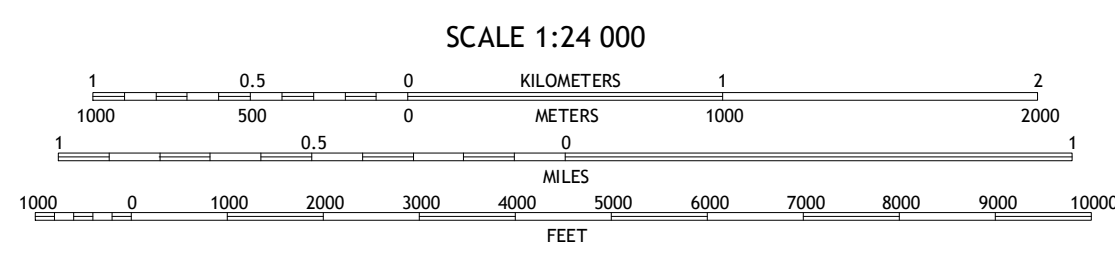 SCALE 1:24 000
1 0.5 0 KILOMETERS 1 2
1000 500 0 METERS 1000 2000
1 0.5 0 1
MILES
1000 0 1000 2000 3000 4000 5000 6000 7000 8000 9000 10000
FEET